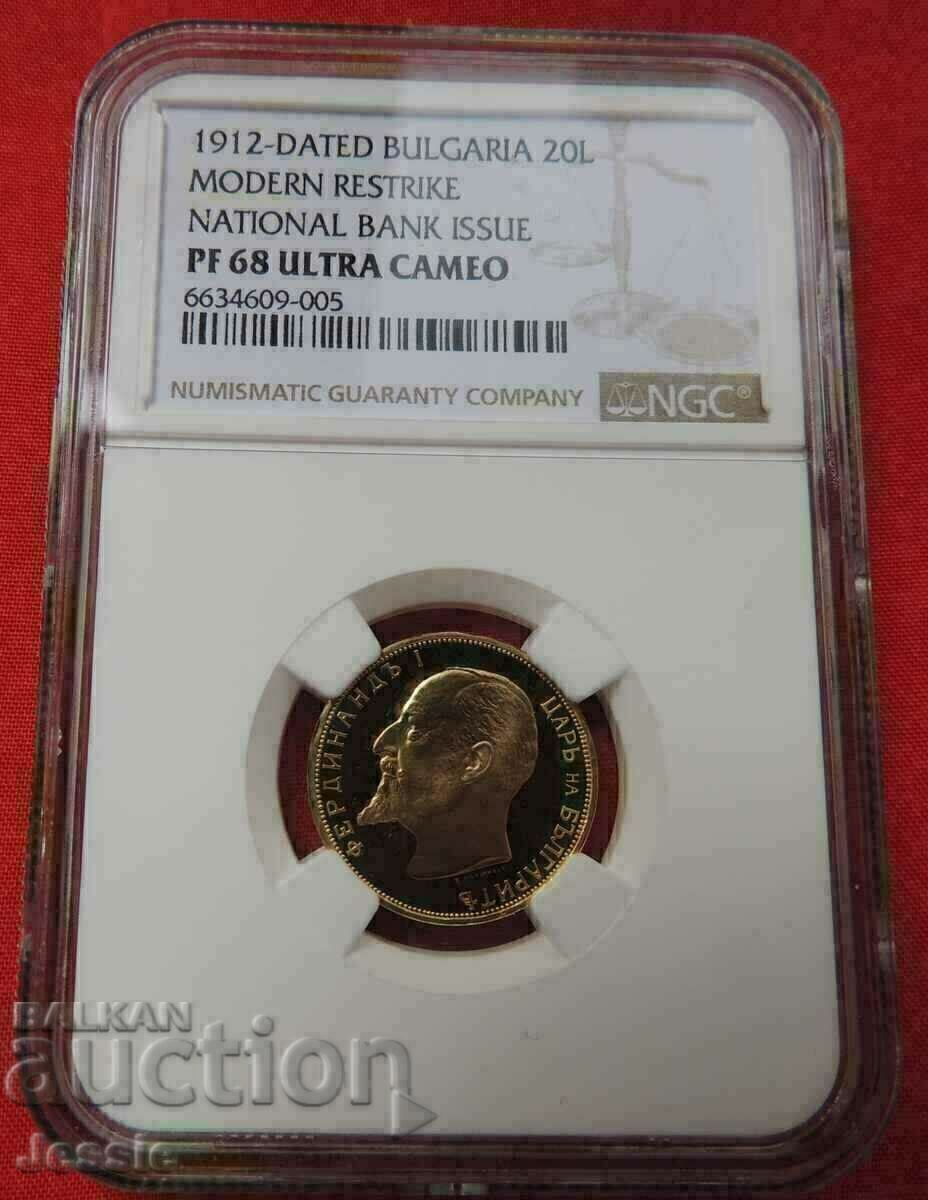 1912-DATED BULGARIA 20L
MODERN RESTRIKE
NATIONAL BANK ISSUE
PF 68 ULTRA CAMEO
6634609-005
NUMISMATIC GUARANTY COMPANY
NGC®
ФЕРДИНАНДЪ I
ЦАРЬ НА БЪЛГАРИТѢ
BALKAN
auction
Jessie